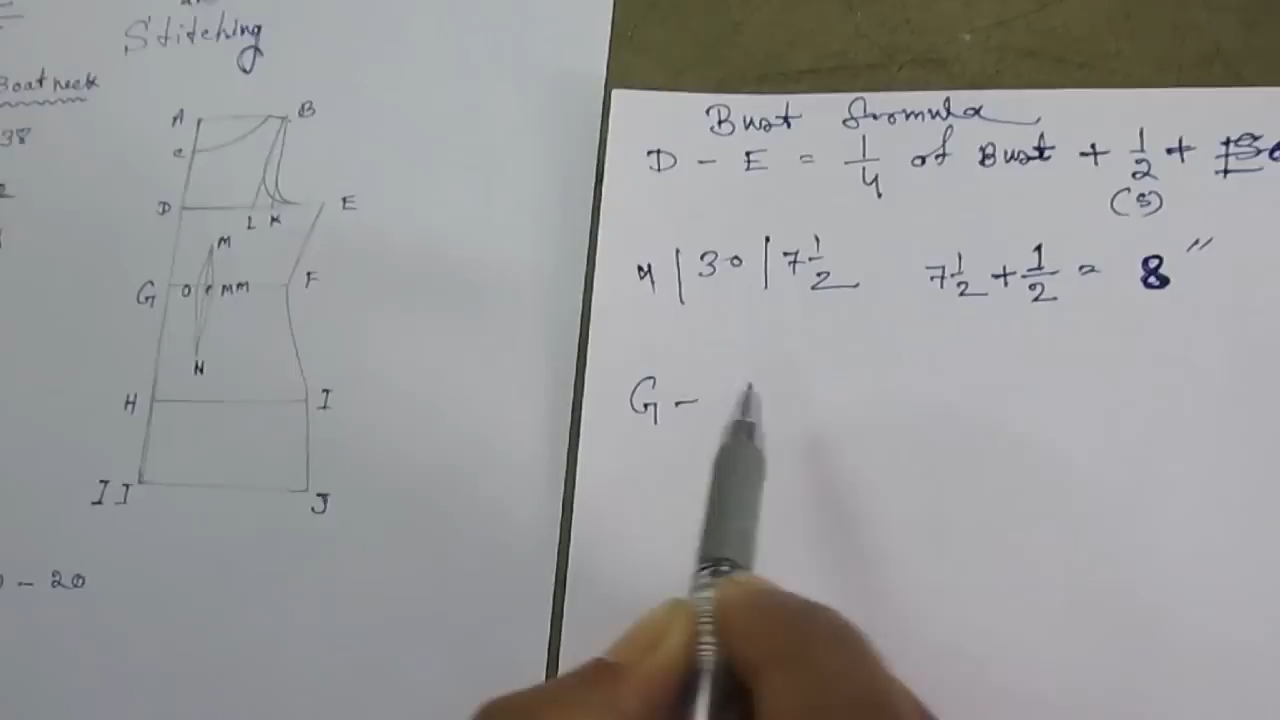 Stitching
Boat neck
38
A B
C
D L K E
M
G O MM F
N
H I
I J J
- 20
Bust formula
D - E = 1/4 of Bust + 1/2 +
(S)
4 | 30 | 7 1/2 7 1/2 + 1/2 = 8"
G -